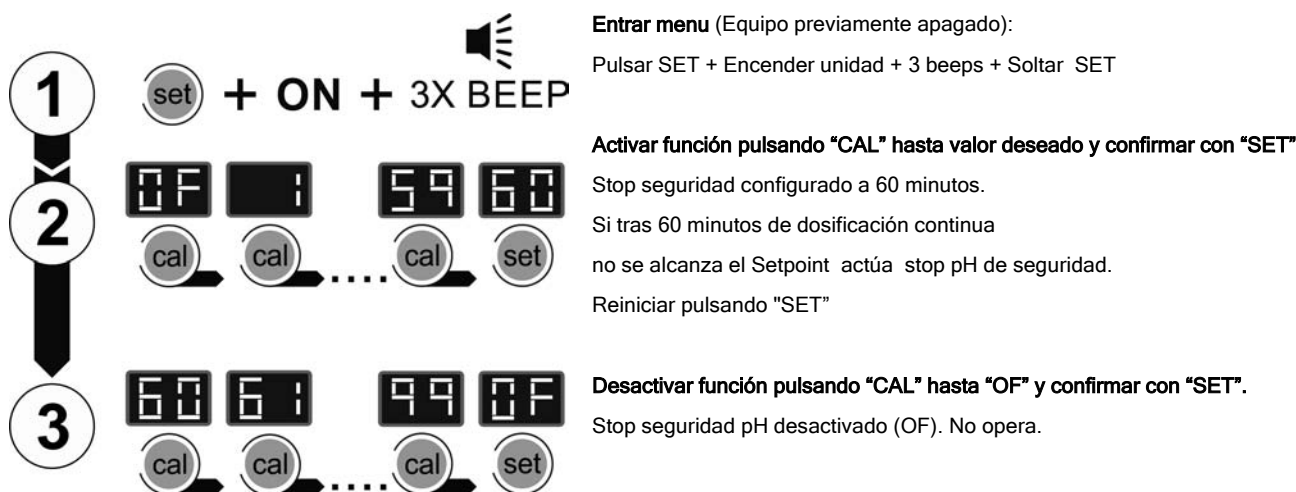 1
set + ON + 3X BEEP
Entrar menu (Equipo previamente apagado):
Pulsar SET + Encender unidad + 3 beeps + Soltar SET
2
OF 1 59 60
cal cal .... cal set
Activar función pulsando “CAL” hasta valor deseado y confirmar con “SET”
Stop seguridad configurado a 60 minutos.
Si tras 60 minutos de dosificación continua
no se alcanza el Setpoint actúa stop pH de seguridad.
Reiniciar pulsando "SET”
3
60 61 99 OF
cal cal .... cal set
Desactivar función pulsando “CAL” hasta “OF” y confirmar con “SET”.
Stop seguridad pH desactivado (OF). No opera.